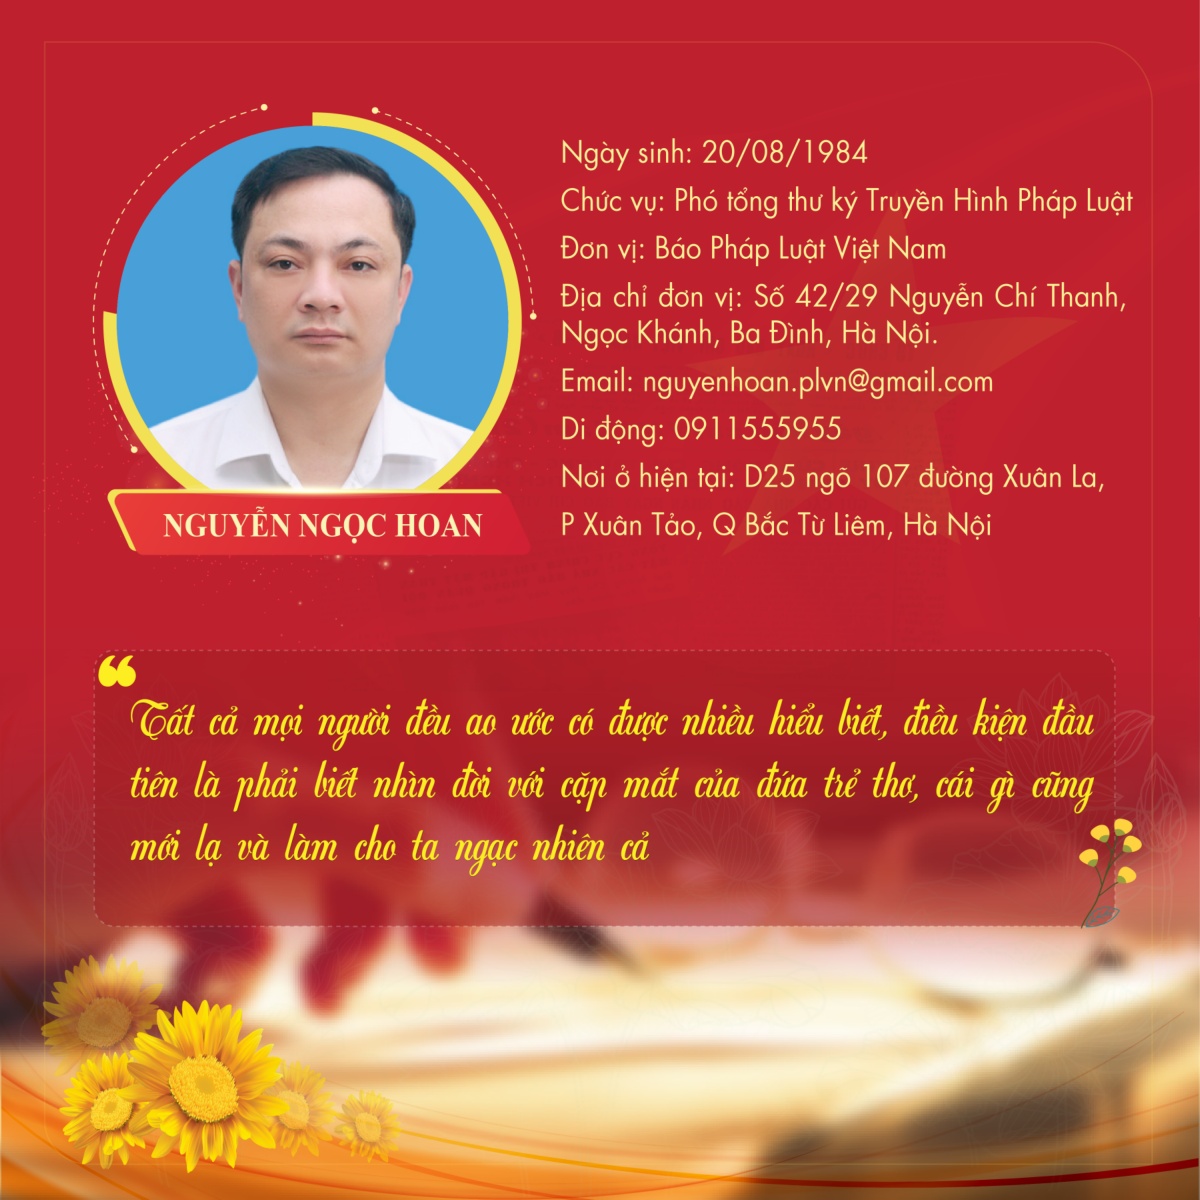 Ngày sinh: 20/08/1984
Chức vụ: Phó tổng thư ký Truyền Hình Pháp Luật
Đơn vị: Báo Pháp Luật Việt Nam
Địa chỉ đơn vị: Số 42/29 Nguyễn Chí Thanh,
Ngọc Khánh, Ba Đình, Hà Nội.
Email: nguyenhoan.plvn@gmail.com
Di động: 0911555955
Nơi ở hiện tại: D25 ngõ 107 đường Xuân La,
P Xuân Tảo, Q Bắc Từ Liêm, Hà Nội
NGUYỄN NGỌC HOAN
“
Tất cả mọi người đều ao ước có được nhiều hiểu biết, điều kiện đầu
tiên là phải biết nhìn đời với cặp mắt của đứa trẻ thơ, cái gì cũng
mới lạ và làm cho ta ngạc nhiên cả